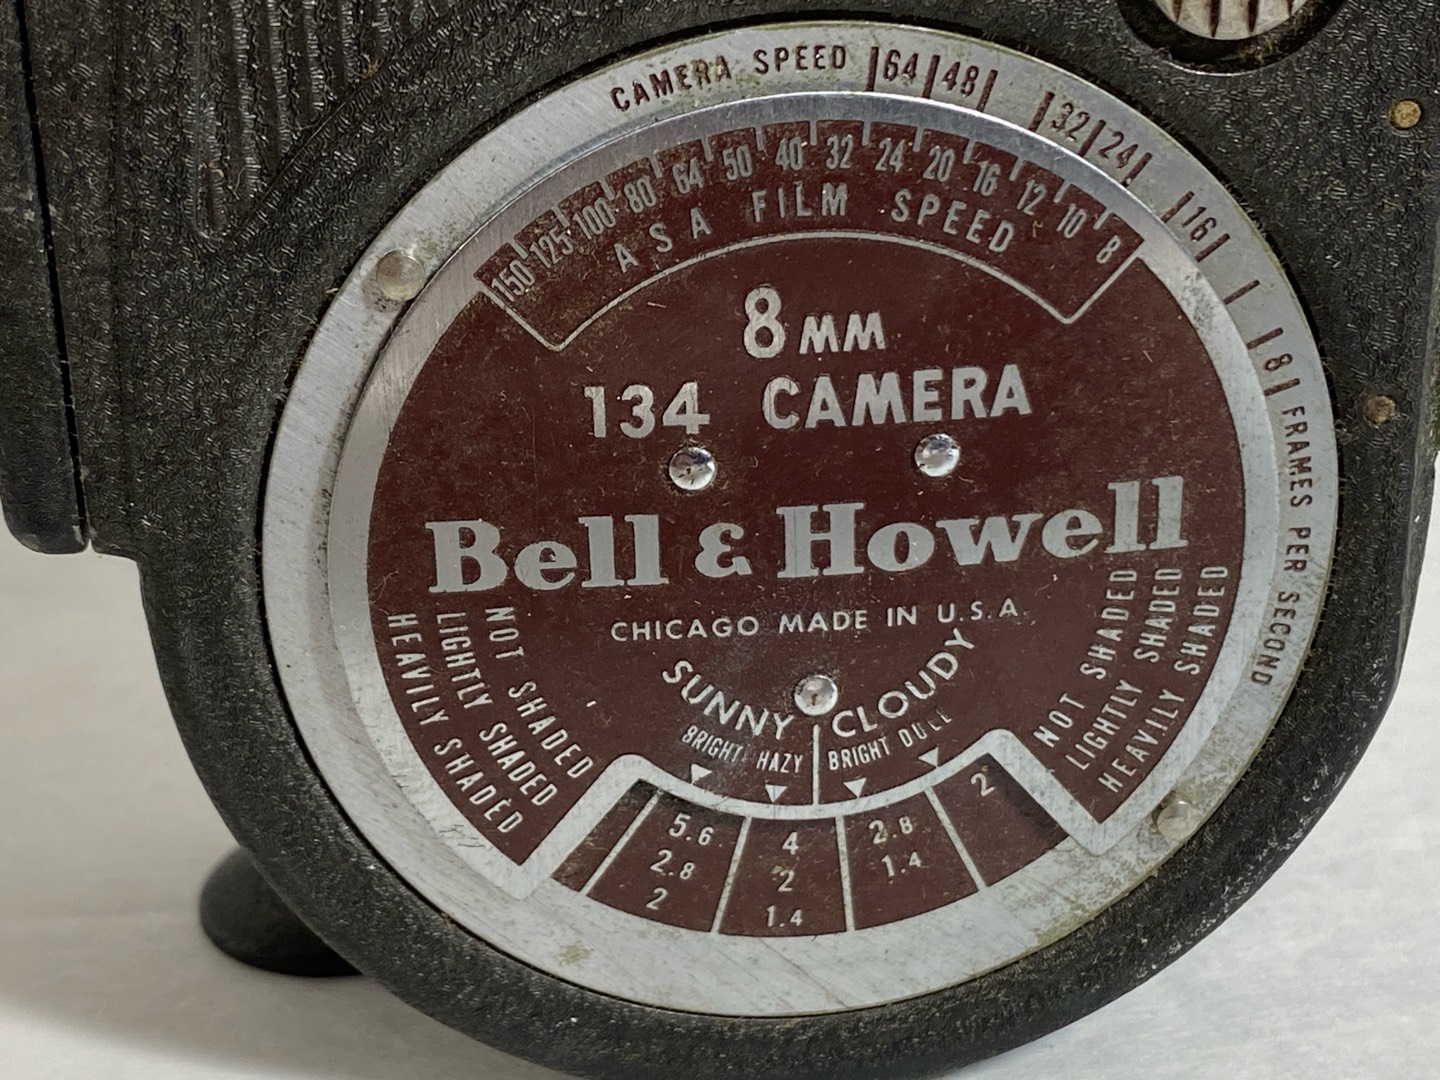 CAMERA SPEED 64 48 32 24 16 8 FRAMES PER SECOND
150 125 100 80 64 50 40 32 24 20 16 12 10 8
ASA FILM SPEED
8MM
134 CAMERA
Bell & Howell
CHICAGO MADE IN U.S.A.
SUNNY CLOUDY
BRIGHT HAZY BRIGHT DULL
NOT SHADED
LIGHTLY SHADED
HEAVILY SHADED
5.6 4 2.8 2
2.8 2 1.4
2 1.4
NOT SHADED
LIGHTLY SHADED
HEAVILY SHADED